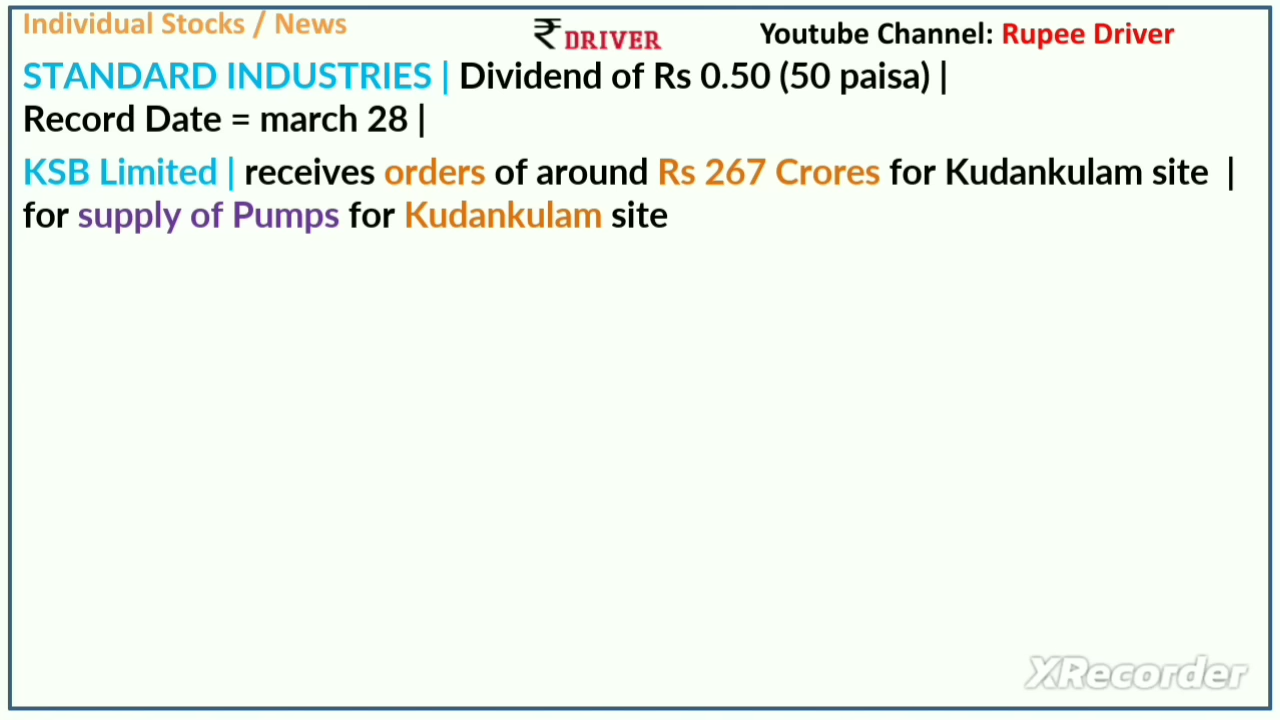 Individual Stocks / News
₹ DRIVER
Youtube Channel: Rupee Driver
STANDARD INDUSTRIES | Dividend of Rs 0.50 (50 paisa) |
Record Date = march 28 |
KSB Limited | receives orders of around Rs 267 Crores for Kudankulam site |
for supply of Pumps for Kudankulam site
XRecorder